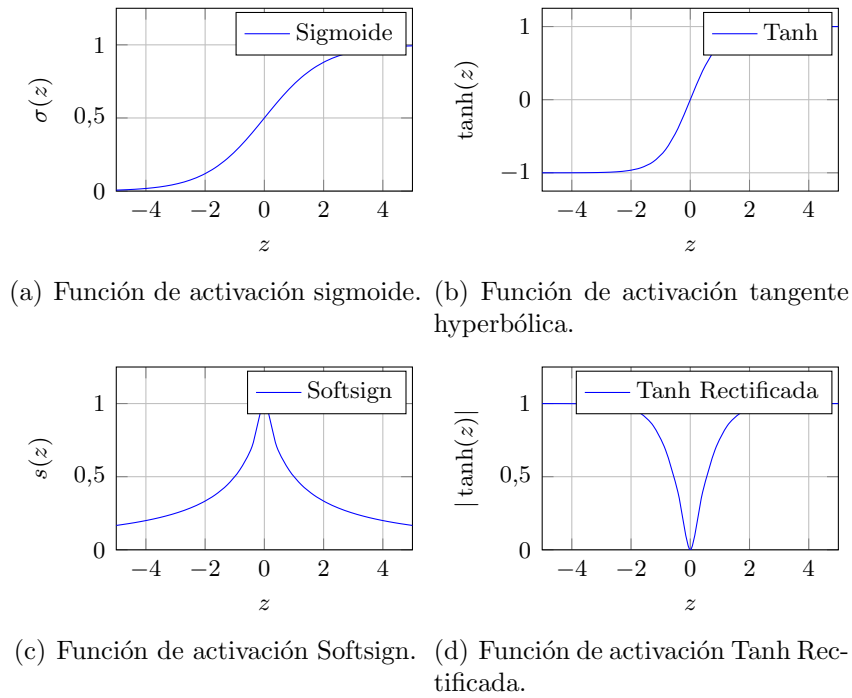 Sigmoide
1
0,5
0
σ(z)
−4 −2 0 2 4
z
(a) Función de activación sigmoide.
Tanh
1
0
−1
tanh(z)
−4 −2 0 2 4
z
(b) Función de activación tangente
hyperbólica.
Softsign
1
0,5
0
s(z)
−4 −2 0 2 4
z
(c) Función de activación Softsign.
Tanh Rectificada
1
0,5
0
| tanh(z)|
−4 −2 0 2 4
z
(d) Función de activación Tanh Rec-
tificada.